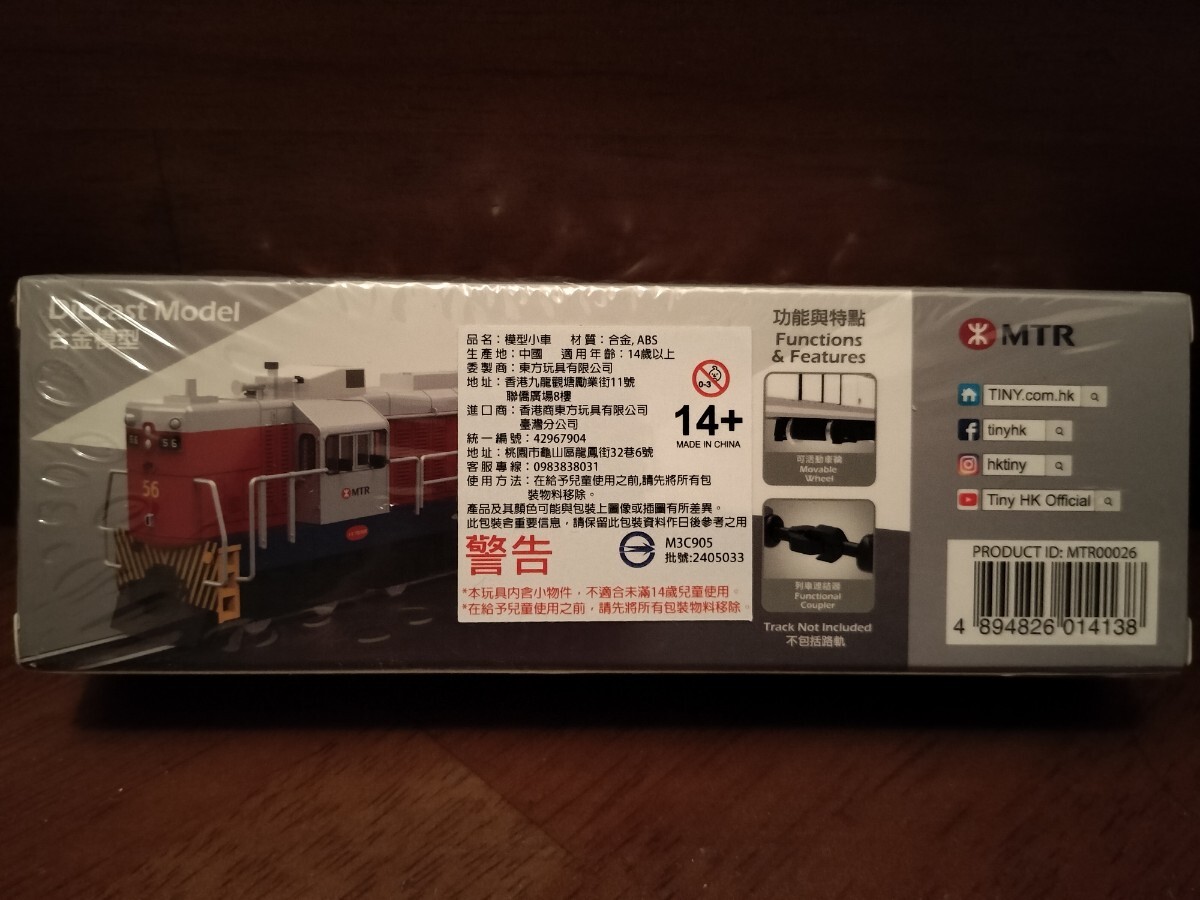 Diecast Model
合金模型
56
56
MTR
品名：模型小車 材質：合金, ABS
生產地：中國 適用年齡：14歲以上
委製商：東方玩具有限公司
地址：香港九龍觀塘勵業街11號
聯僑廣場8樓
進口商：香港商東方玩具有限公司
臺灣分公司
統一編號：42967904
地址：桃園市龜山區龍鳳街32巷6號
客服專線：0983838031
使用方法：在給予兒童使用之前,請先將所有包
裝物料移除。
產品及其顏色可能與包裝上圖像或插圖有所差異。
此包裝含重要信息，請保留此包裝資料作日後參考之用
0-3
14+
MADE IN CHINA
警告
M3C905
批號:2405033
*本玩具內含小物件，不適合未滿14歲兒童使用。
*在給予兒童使用之前，請先將所有包裝物料移除。
功能與特點
Functions
& Features
可活動車輪
Movable
Wheel
列車連結器
Functional
Coupler
Track Not Included
不包括路軌
MTR
TINY.com.hk
tinyhk
hktiny
Tiny HK Official
PRODUCT ID: MTR00026
4 894826 014138